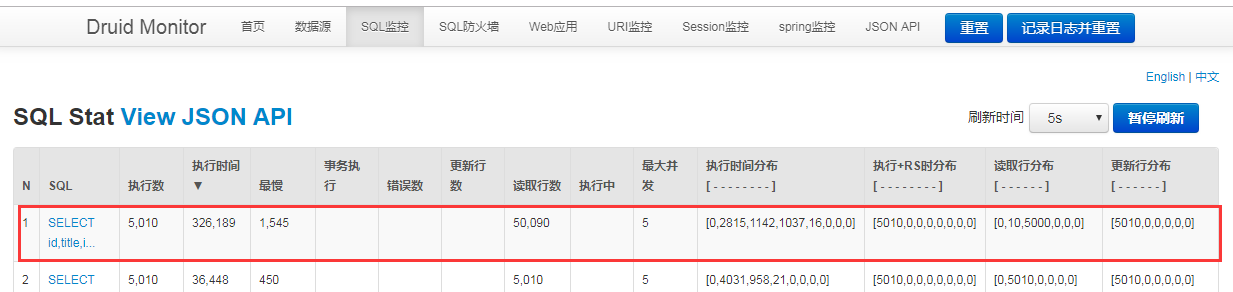 Druid Monitor 首页 数据源 SQL监控 SQL防火墙 Web应用 URI监控 Session监控 spring监控 JSON API 重置 记录日志并重置
English | 中文
SQL Stat View JSON API 刷新时间 5s 暂停刷新
N SQL 执行数 执行时间 ▼ 最慢 事务执行 错误数 更新行数 读取行数 执行中 最大并发 执行时间分布 [ - - - - - - - - ] 执行+RS时分布 [ - - - - - - - - ] 读取行分布 [ - - - - - - ] 更新行分布 [ - - - - - - ]
1 SELECT id,title,i... 5,010 326,189 1,545 50,090 5 [0,2815,1142,1037,16,0,0,0] [5010,0,0,0,0,0,0,0] [0,10,5000,0,0,0] [5010,0,0,0,0,0]
2 SELECT 5,010 36,448 450 5,010 5 [0,4031,958,21,0,0,0,0] [5010,0,0,0,0,0,0,0] [0,5010,0,0,0,0] [5010,0,0,0,0,0]